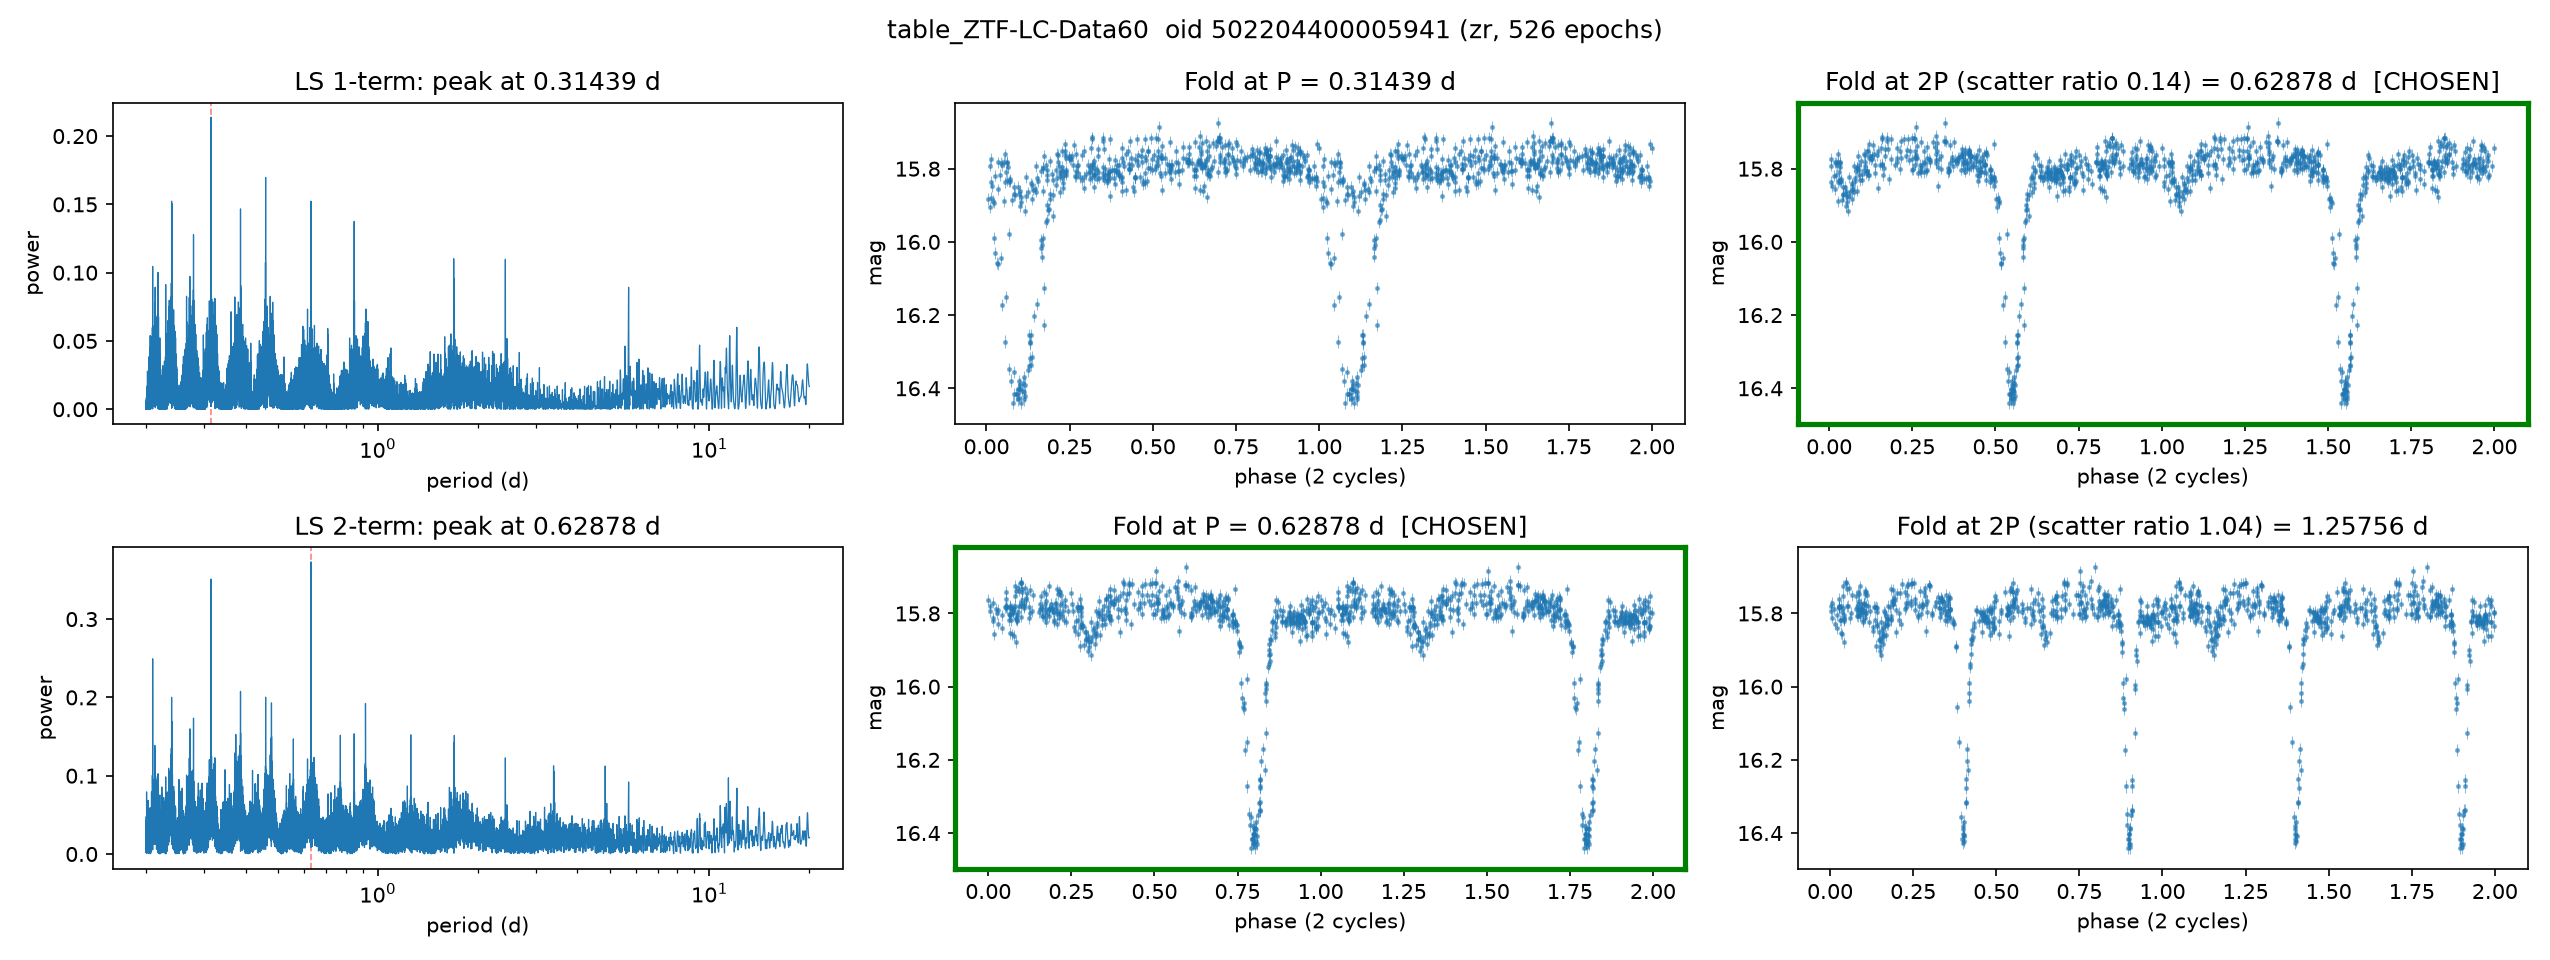 table_ZTF-LC-Data60  oid 502204400005941 (zr, 526 epochs)
LS 1-term: peak at 0.31439 d
power
0.20
0.15
0.10
0.05
0.00
10⁰
10¹
period (d)
Fold at P = 0.31439 d
mag
15.8
16.0
16.2
16.4
0.00 0.25 0.50 0.75 1.00 1.25 1.50 1.75 2.00
phase (2 cycles)
Fold at 2P (scatter ratio 0.14) = 0.62878 d  [CHOSEN]
mag
15.8
16.0
16.2
16.4
0.00 0.25 0.50 0.75 1.00 1.25 1.50 1.75 2.00
phase (2 cycles)
LS 2-term: peak at 0.62878 d
power
0.3
0.2
0.1
0.0
10⁰
10¹
period (d)
Fold at P = 0.62878 d  [CHOSEN]
mag
15.8
16.0
16.2
16.4
0.00 0.25 0.50 0.75 1.00 1.25 1.50 1.75 2.00
phase (2 cycles)
Fold at 2P (scatter ratio 1.04) = 1.25756 d
mag
15.8
16.0
16.2
16.4
0.00 0.25 0.50 0.75 1.00 1.25 1.50 1.75 2.00
phase (2 cycles)